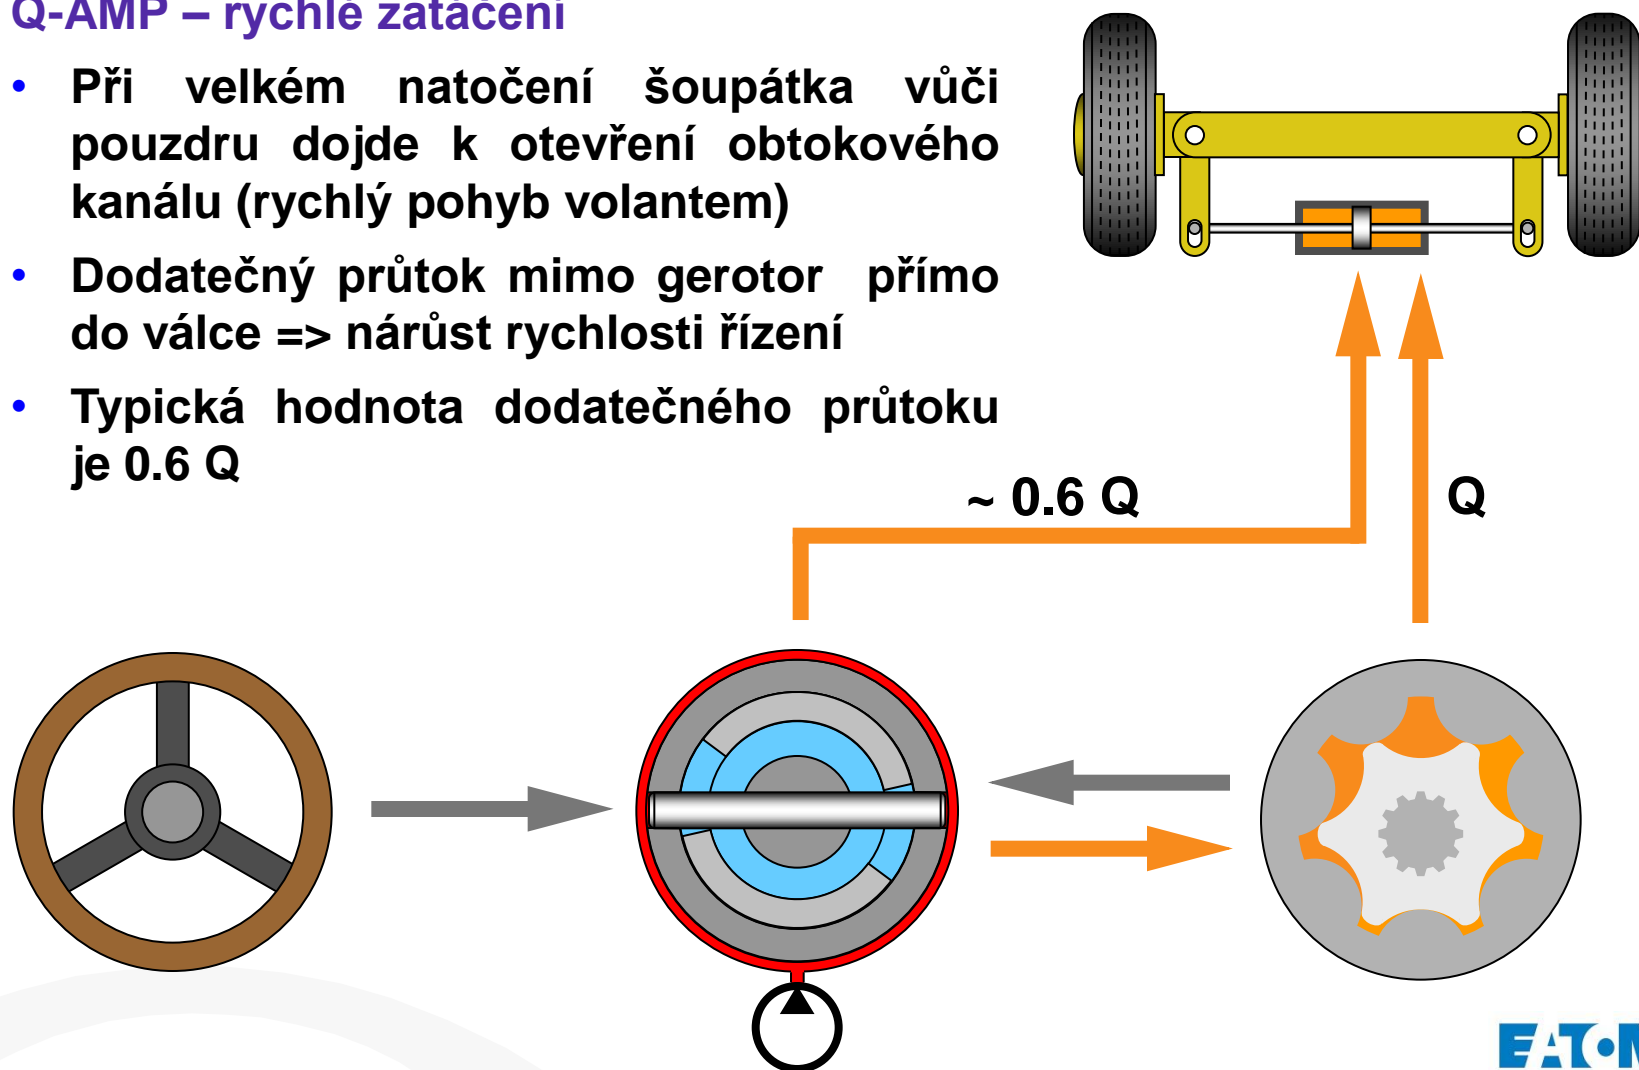 Q-AMP – rychlé zatáčení
• Při velkém natočení šoupátka vůči
pouzdru dojde k otevření obtokového
kanálu (rychlý pohyb volantem)
• Dodatečný průtok mimo gerotor přímo
do válce => nárůst rychlosti řízení
• Typická hodnota dodatečného průtoku
je 0.6 Q
~ 0.6 Q
Q
EATON